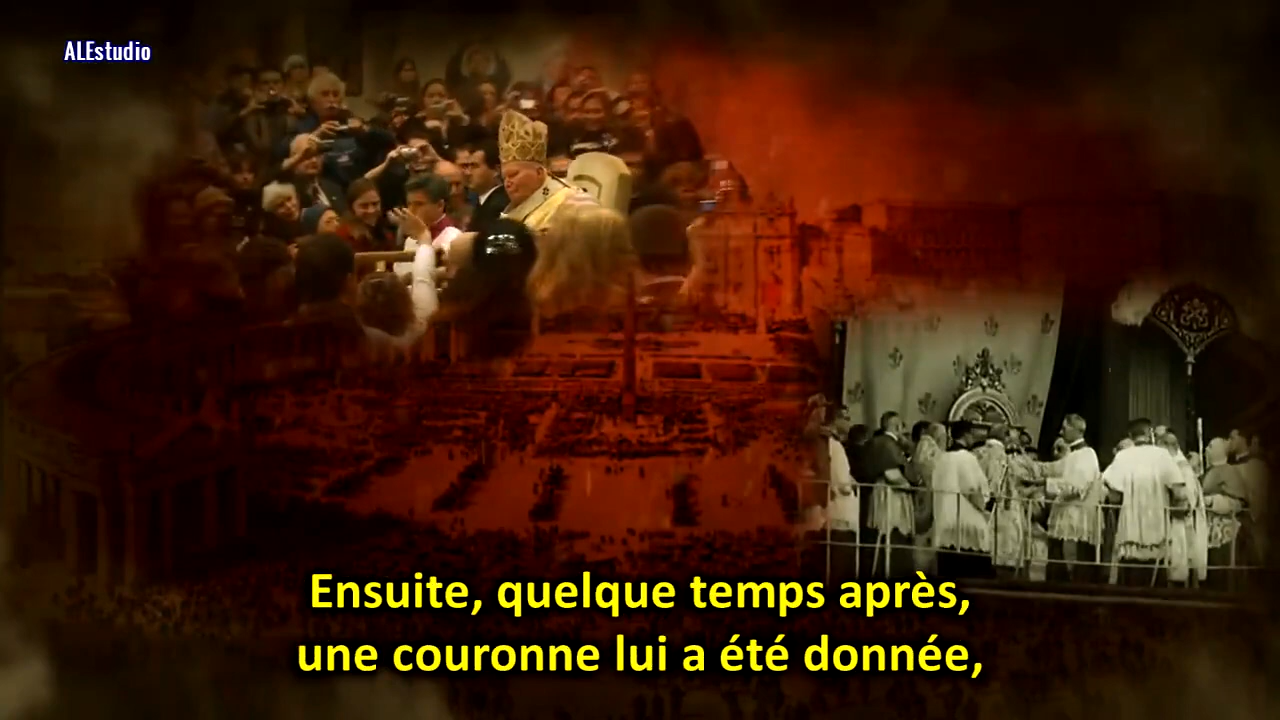 ALEstudio
Ensuite, quelque temps après,
une couronne lui a été donnée,